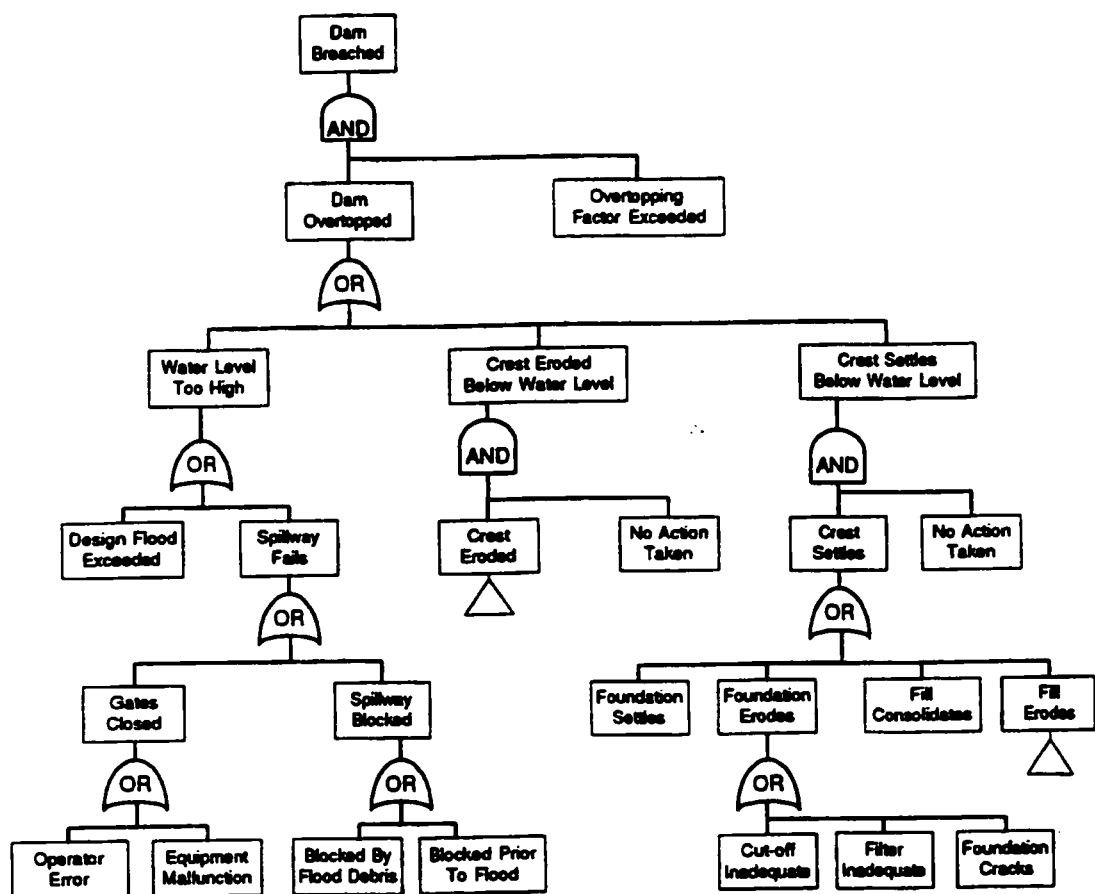 Dam
Breached
AND
Dam
Overtopped
Overtopping
Factor Exceeded
OR
Water Level
Too High
Crest Eroded
Below Water Level
Crest Settles
Below Water Level
OR
AND
AND
Design Flood
Exceeded
Spillway
Fails
Crest
Eroded
No Action
Taken
Crest
Settles
No Action
Taken
OR
OR
Gates
Closed
Spillway
Blocked
Foundation
Settles
Foundation
Erodes
Fill
Consolidates
Fill
Erodes
OR
OR
OR
Operator
Error
Equipment
Malfunction
Blocked By
Flood Debris
Blocked Prior
To Flood
Cut-off
Inadequate
Filter
Inadequate
Foundation
Cracks